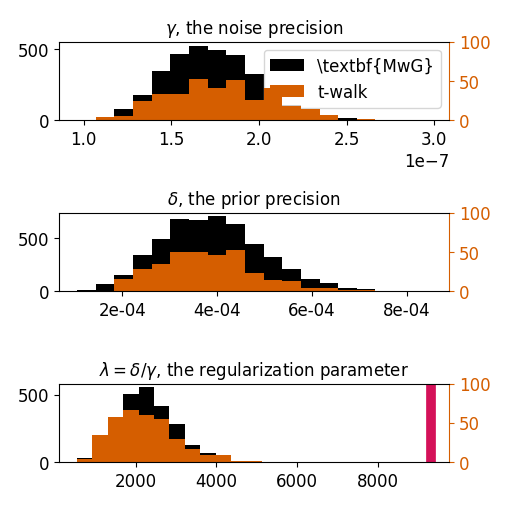 γ, the noise precision
500
0
100
50
0
\textbf{MwG}
t-walk
1.0 1.5 2.0 2.5 3.0
1e−7
δ, the prior precision
500
0
100
50
0
2e-04 4e-04 6e-04 8e-04
λ = δ/γ, the regularization parameter
500
0
100
50
0
2000 4000 6000 8000